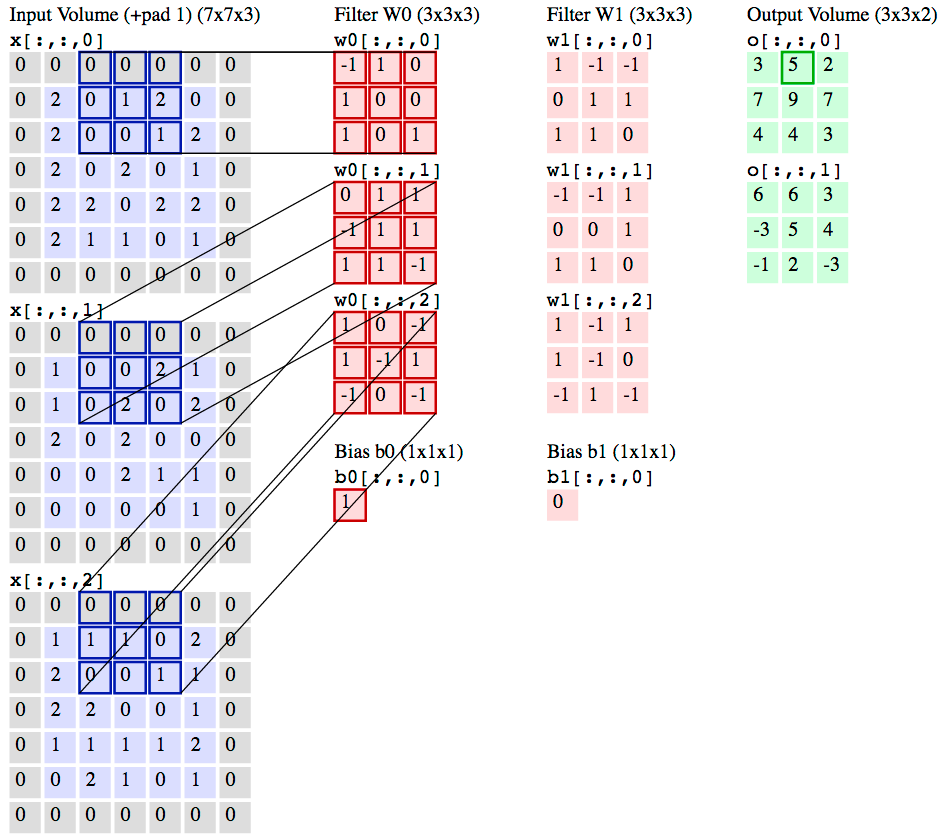 Input Volume (+pad 1) (7x7x3)
x[:,:,0]
0 0 0 0 0 0 0
0 2 0 1 2 0 0
0 2 0 0 1 2 0
0 2 0 2 0 1 0
0 2 2 0 2 2 0
0 2 1 1 0 1 0
0 0 0 0 0 0 0
x[:,:,1]
0 0 0 0 0 0 0
0 1 0 0 2 1 0
0 1 0 2 0 2 0
0 2 0 2 0 0 0
0 0 0 2 1 1 0
0 0 0 0 0 1 0
0 0 0 0 0 0 0
x[:,:,2]
0 0 0 0 0 0 0
0 1 1 1 0 2 0
0 2 0 0 1 1 0
0 2 2 0 0 1 0
0 1 1 1 1 2 0
0 0 2 1 0 1 0
0 0 0 0 0 0 0
Filter W0 (3x3x3)
w0[:,:,0]
-1 1 0
1 0 0
1 0 1
w0[:,:,1]
0 1 1
-1 1 1
1 1 -1
w0[:,:,2]
1 0 -1
1 -1 1
-1 0 -1
Bias b0 (1x1x1)
b0[:,:,0]
1
Filter W1 (3x3x3)
w1[:,:,0]
1 -1 -1
0 1 1
1 1 0
w1[:,:,1]
-1 -1 1
0 0 1
1 1 0
w1[:,:,2]
1 -1 1
1 -1 0
-1 1 -1
Bias b1 (1x1x1)
b1[:,:,0]
0
Output Volume (3x3x2)
o[:,:,0]
3 5 2
7 9 7
4 4 3
o[:,:,1]
6 6 3
-3 5 4
-1 2 -3